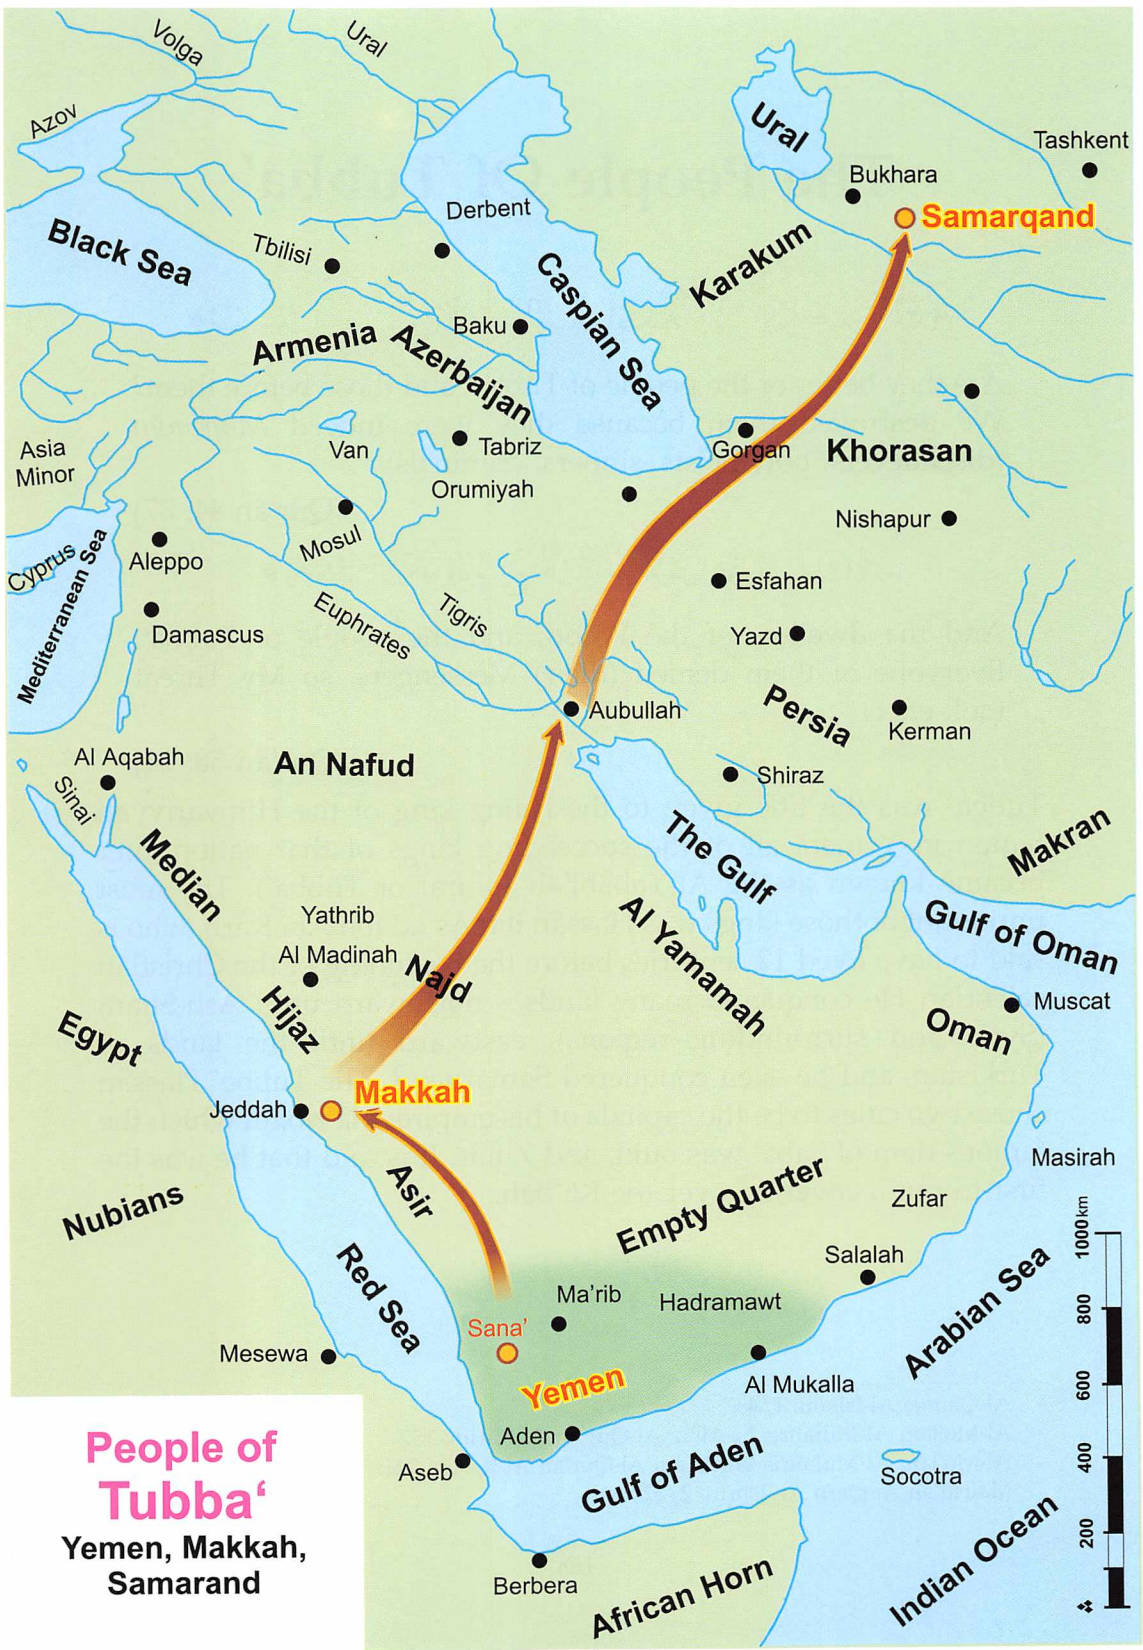 Volga
Ural
Azov
Ural
Tashkent
Bukhara
Samarqand
Derbent
Black Sea
Tbilisi
Karakum
Caspian Sea
Baku
Armenia
Azerbaijan
Asia
Minor
Van
Tabriz
Gorgan
Khorasan
Orumiyah
Nishapur
Mosul
Cyprus
Aleppo
Mediterranean Sea
Esfahan
Euphrates
Tigris
Damascus
Yazd
Aubullah
Persia
Kerman
Al Aqabah
An Nafud
Shiraz
Sinai
Median
The Gulf
Makran
Yathrib
Al Madinah
Najd
Al Yamamah
Gulf of Oman
Hijaz
Muscat
Egypt
Oman
Makkah
Jeddah
Masirah
Asir
Empty Quarter
Zufar
Nubians
Salalah
Red Sea
Ma'rib
Hadramawt
Arabian Sea
Sana'
Mesewa
Yemen
Al Mukalla
Aden
Aseb
Gulf of Aden
Socotra
Indian Ocean
Berbera
African Horn
1000km
800
600
400
200
People of
Tubba‘
Yemen, Makkah,
Samarand